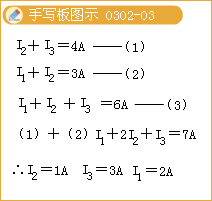 手写板图示 0302-03
I₂＋I₃＝4A ——(1)
I₁＋I₂＝3A ——(2)
I₁＋I₂ ＋ I₃ ＝6A ——(3)
(1) ＋ (2) I₁＋2I₂＋I₃＝7A
∴I₂＝1A I₃＝3A I₁＝2A